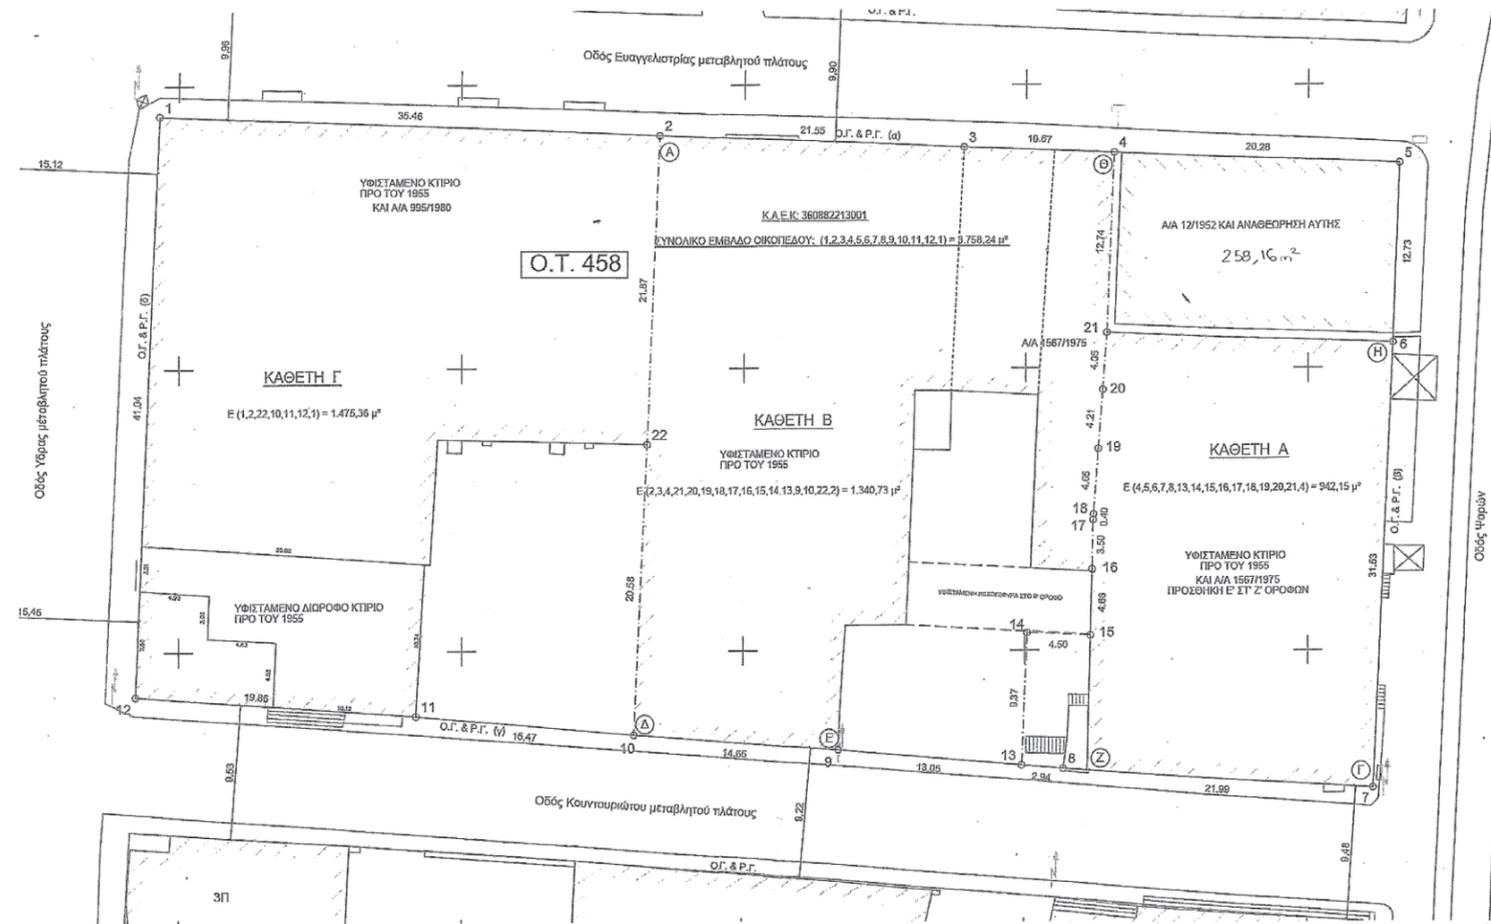 Ο.Γ. & Ρ.Γ.
9,96
Οδός Ευαγγελιστρίας μεταβλητού πλάτους
9,90
1
35.46
2
21.55
Ο.Γ. & Ρ.Γ. (α)
3
10.67
4
20,28
5
Α
Θ
15,12
ΥΦΙΣΤΑΜΕΝΟ ΚΤΙΡΙΟ
ΠΡΟ ΤΟΥ 1955
ΚΑΙ Α/Α 995/1980
Κ.Α.Ε.Κ: 360882213001
ΣΥΝΟΛΙΚΟ ΕΜΒΑΔΟ ΟΙΚΟΠΕΔΟΥ: (1,2,3,4,5,6,7,8,9,10,11,12,1) = 3.758,24 μ²
Α/Α 12/1952 ΚΑΙ ΑΝΑΘΕΩΡΗΣΗ ΑΥΤΗΣ
258,16 m²
12,74
12,73
Ο.Τ. 458
21,87
Ο.Γ. & Ρ.Γ. (δ)
21
Α/Α 1567/1975
6
Η
4,05
ΚΑΘΕΤΗ Γ
Ε (1,2,22,10,11,12,1) = 1.475,36 μ²
41,04
Οδός Υδρας μεταβλητού πλάτους
20
4,21
ΚΑΘΕΤΗ Β
22
ΥΦΙΣΤΑΜΕΝΟ ΚΤΙΡΙΟ
ΠΡΟ ΤΟΥ 1955
Ε (2,3,4,21,20,19,18,17,16,15,14,13,9,10,22,2) = 1.340,73 μ²
19
ΚΑΘΕΤΗ Α
4,65
Ε (4,5,6,7,8,13,14,15,16,17,18,19,20,21,4) = 942,15 μ²
Ο.Γ. & Ρ.Γ. (β)
Οδός Ψαρών
18
17
0,40
3,50
ΥΦΙΣΤΑΜΕΝΟ ΚΤΙΡΙΟ
ΠΡΟ ΤΟΥ 1955
ΚΑΙ Α/Α 1567/1975
ΠΡΟΣΘΗΚΗ Ε' ΣΤ' Ζ' ΟΡΟΦΩΝ
31,63
16
20,58
15,45
ΥΦΙΣΤΑΜΕΝΟ ΔΙΩΡΟΦΟ ΚΤΙΡΙΟ
ΠΡΟ ΤΟΥ 1955
14
4.50
15
9,37
12
19,86
11
Ο.Γ. & Ρ.Γ. (γ)
15,47
Δ
10
14,66
Ε
9
13,05
13
2,94
8
Ζ
21,99
Γ
7
9,53
Οδός Κουντουριώτου μεταβλητού πλάτους
9,22
9,48
Ο.Γ. & Ρ.Γ.
3Π